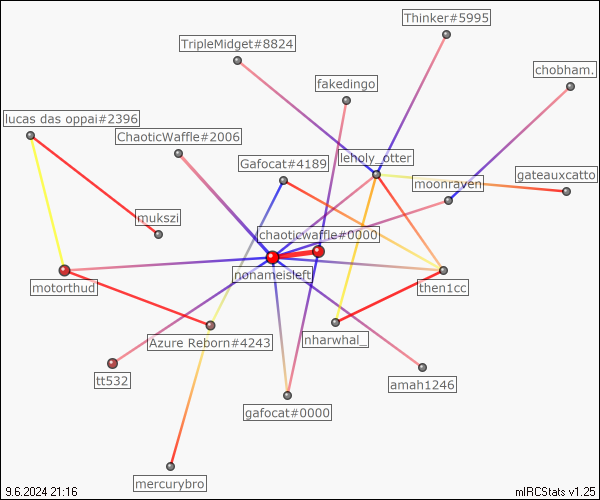 Thinker#5995
TripleMidget#8824
chobham.
fakedingo
lucas das oppai#2396
ChaoticWaffle#2006
leholy_otter
Gafocat#4189
gateauxcatto
moonraven
mukszi
chaoticwaffle#0000
nonameisleft
motorthud
then1cc
Azure Reborn#4243
nharwhal_
tt532
amah1246
gafocat#0000
mercurybro
9.6.2024 21:16
mIRCStats v1.25